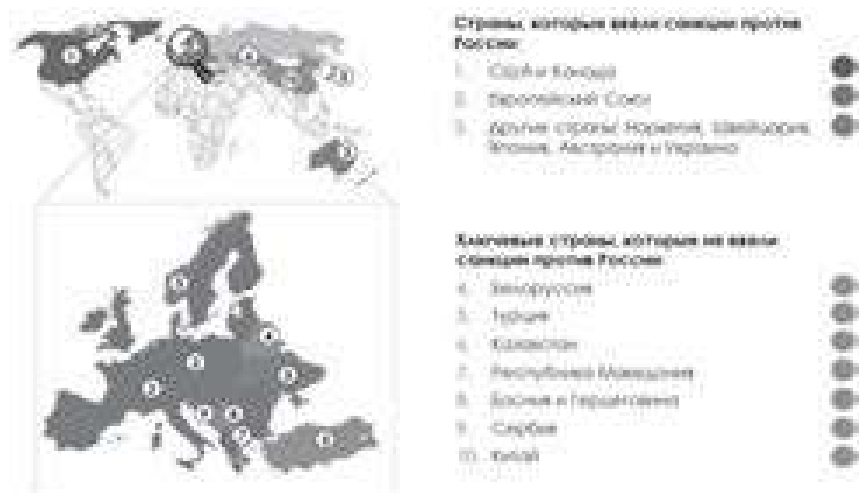 Страны, которые ввели санкции против
России:
1. США и Канада
2. Европейский Союз
3. Другие страны: Норвегия, Швейцария,
Япония, Австралия и Украина
Ключевые страны, которые не ввели
санкции против России:
4. Белоруссия
5. Турция
6. Казахстан
7. Республика Македония
8. Босния и Герцеговина
9. Сербия
10. Китай